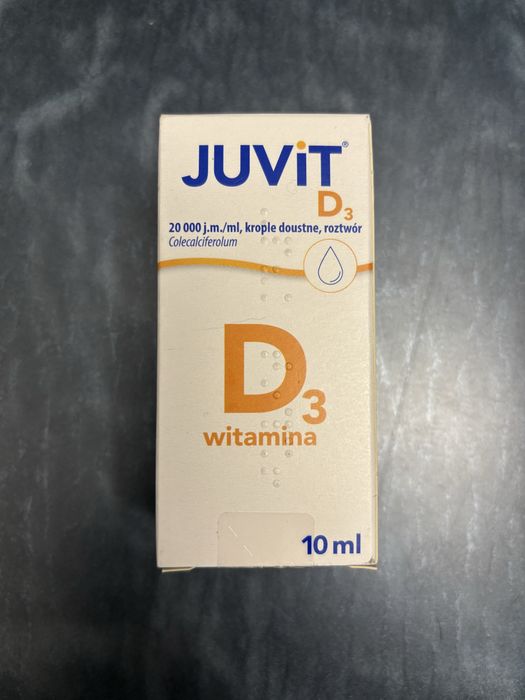 JUViT®
D3
20 000 j.m./ml, krople doustne, roztwór
Colecalciferolum
D3
witamina
10 ml